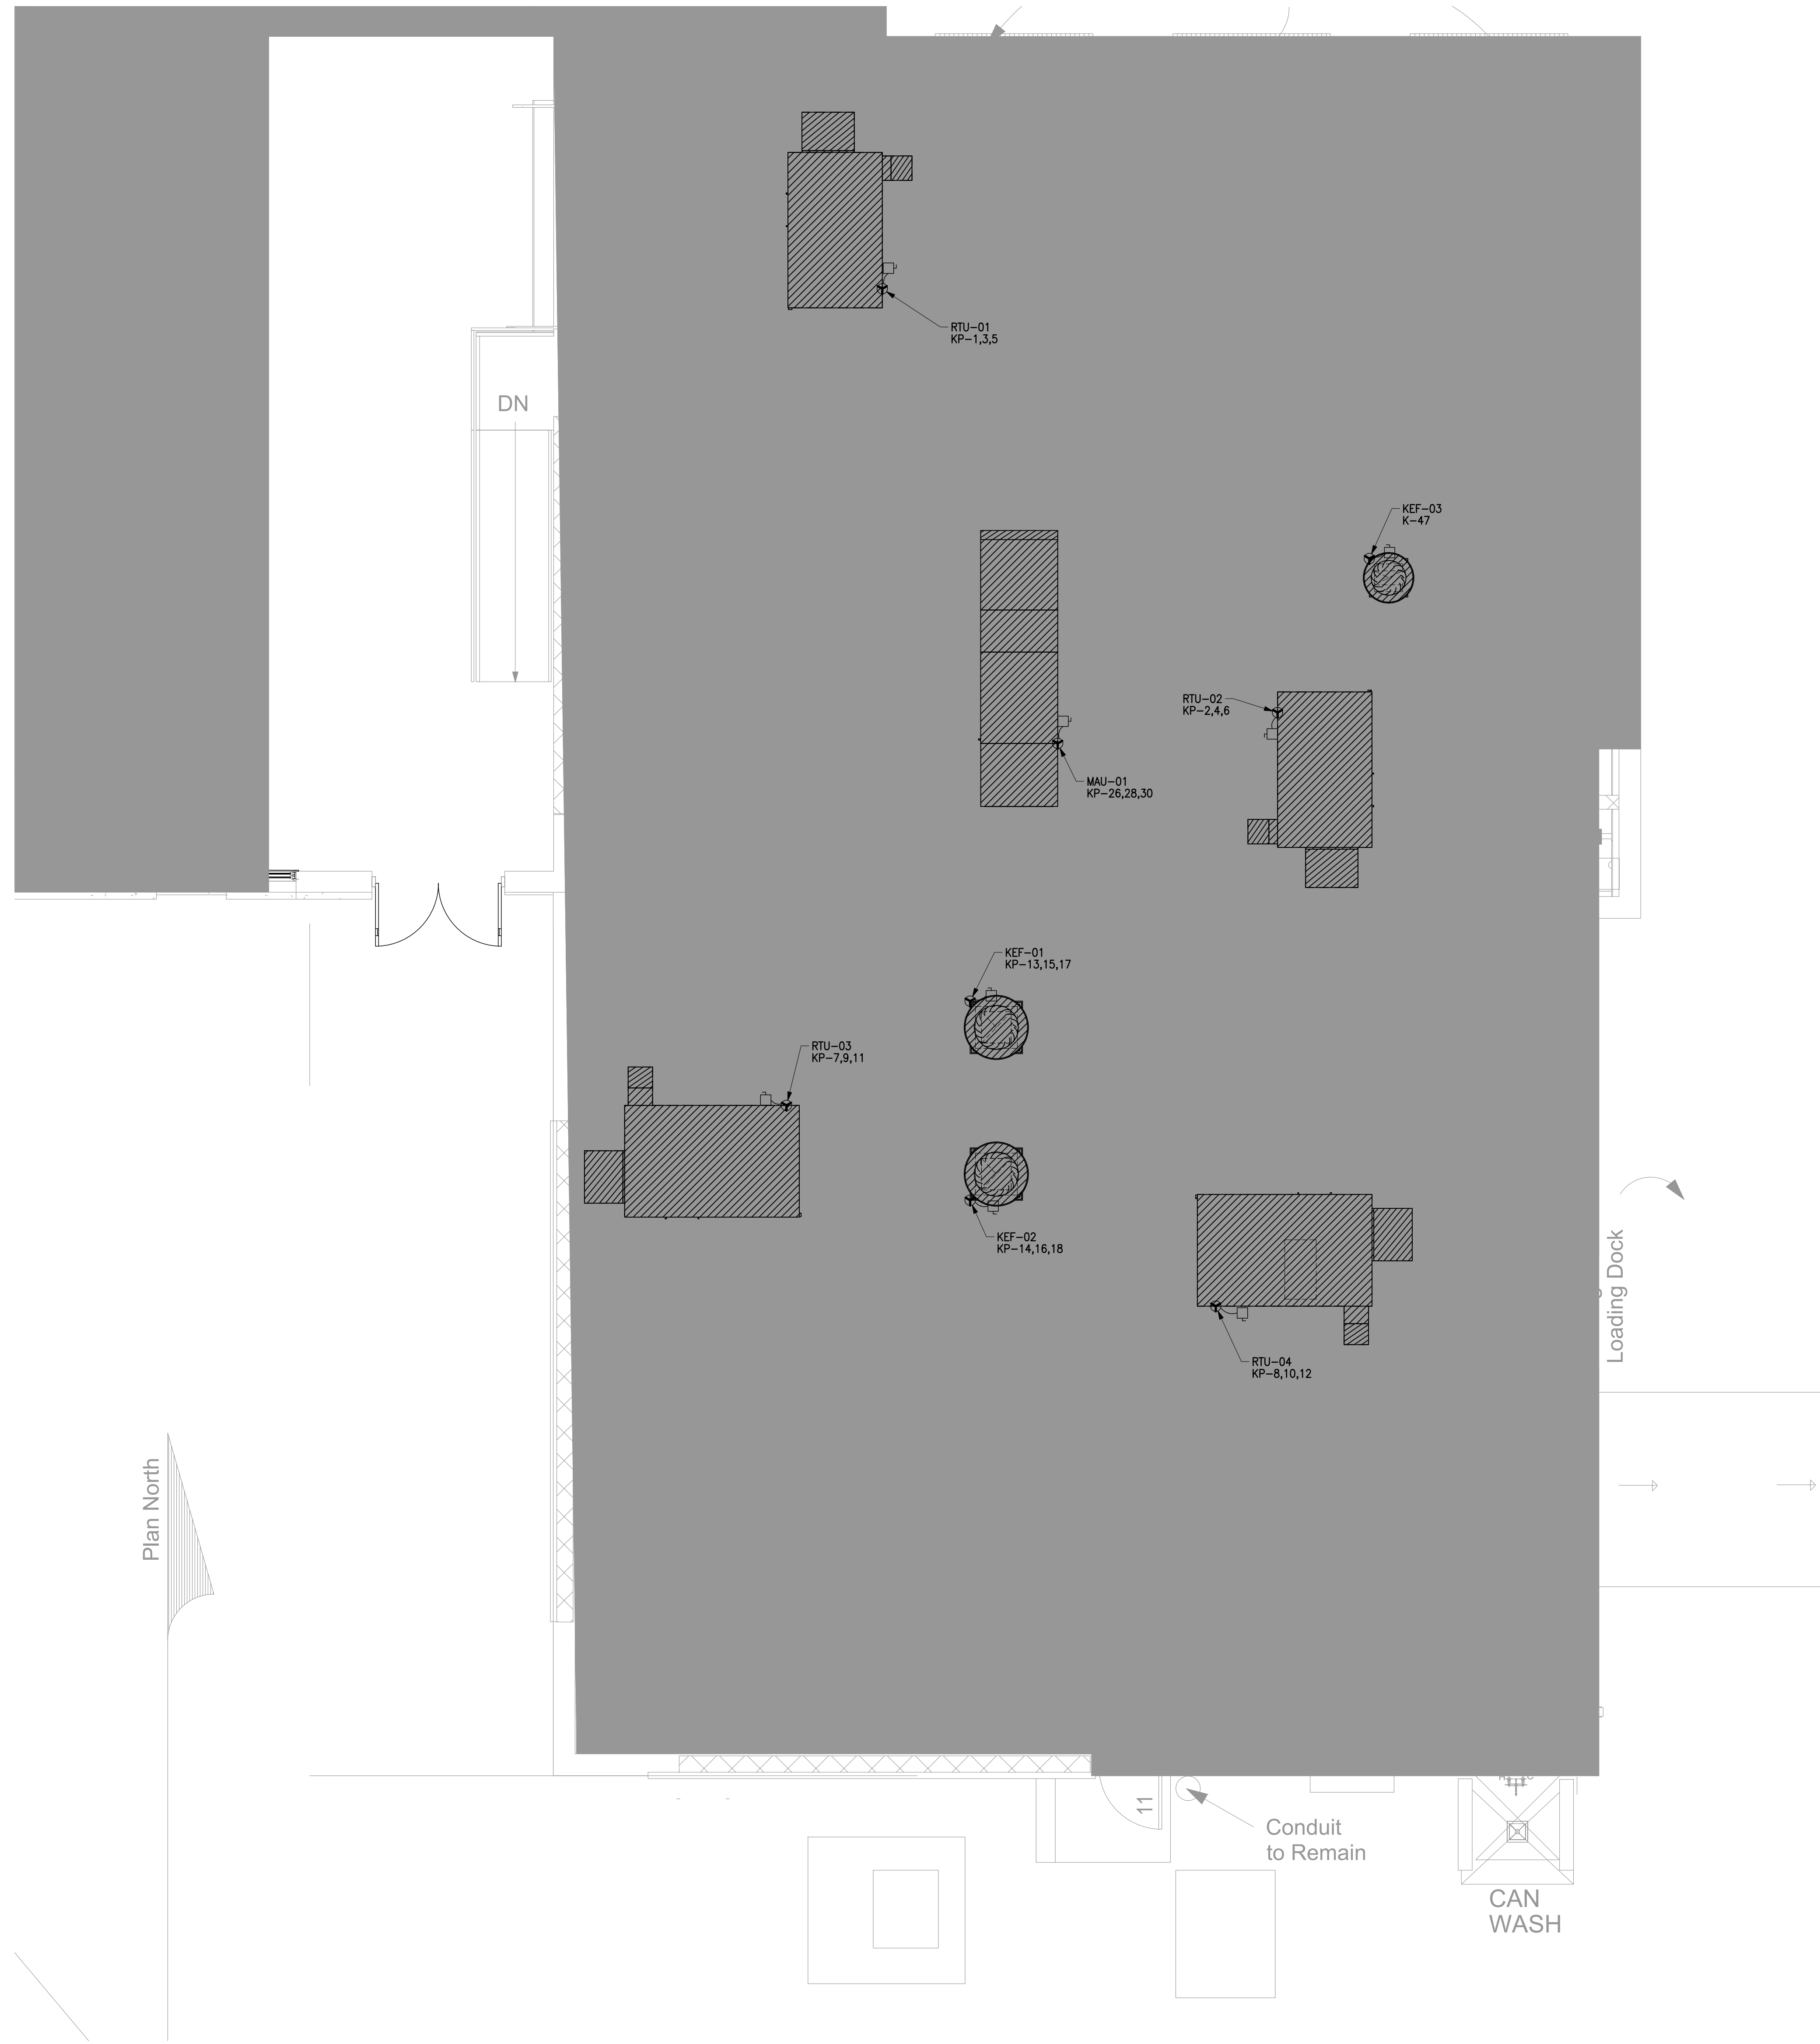 RTU-01
KP-1,3,5
DN
KEF-03
K-47
RTU-02
KP-2,4,6
MAU-01
KP-26,28,30
KEF-01
KP-13,15,17
RTU-03
KP-7,9,11
KEF-02
KP-14,16,18
Loading Dock
RTU-04
KP-8,10,12
Plan North
11
Conduit
to Remain
CAN
WASH